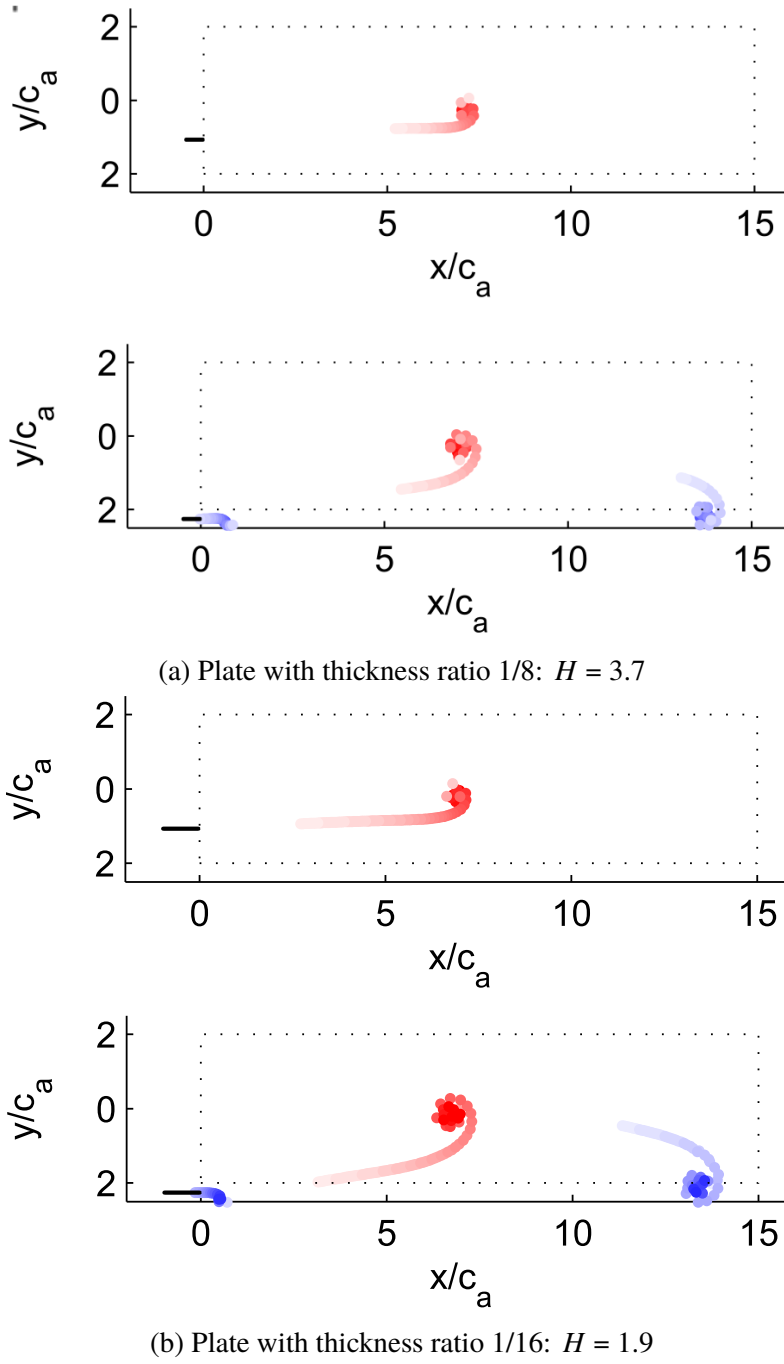 2
y/c_a
0
2
0
5
10
15
x/c_a
2
y/c_a
0
2
0
5
10
15
x/c_a
(a) Plate with thickness ratio 1/8: H = 3.7
2
y/c_a
0
2
0
5
10
15
x/c_a
2
y/c_a
0
2
0
5
10
15
x/c_a
(b) Plate with thickness ratio 1/16: H = 1.9